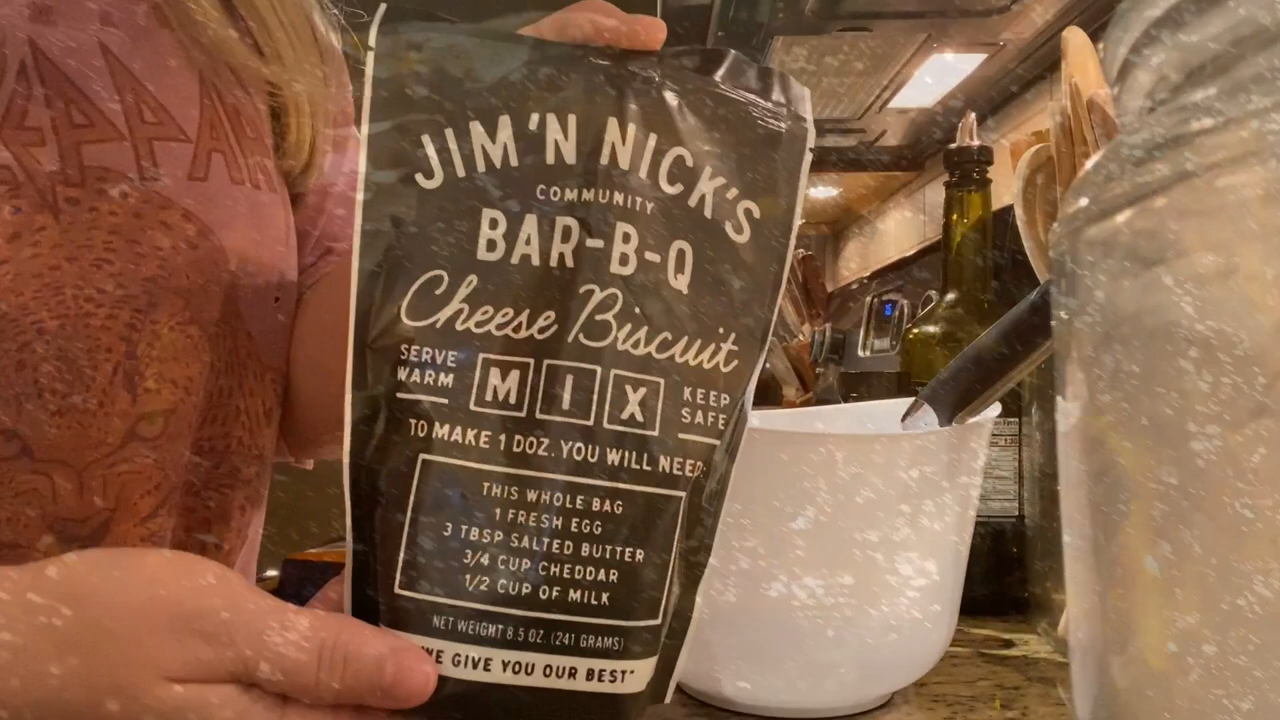 JIM 'N NICK'S
COMMUNITY
BAR-B-Q
Cheese Biscuit
SERVE
WARM
MIX
KEEP
SAFE
TO MAKE 1 DOZ. YOU WILL NEED:
THIS WHOLE BAG
1 FRESH EGG
3 TBSP SALTED BUTTER
3/4 CUP CHEDDAR
1/2 CUP OF MILK
NET WEIGHT 8.5 OZ. (241 GRAMS)
WE GIVE YOU OUR BEST"